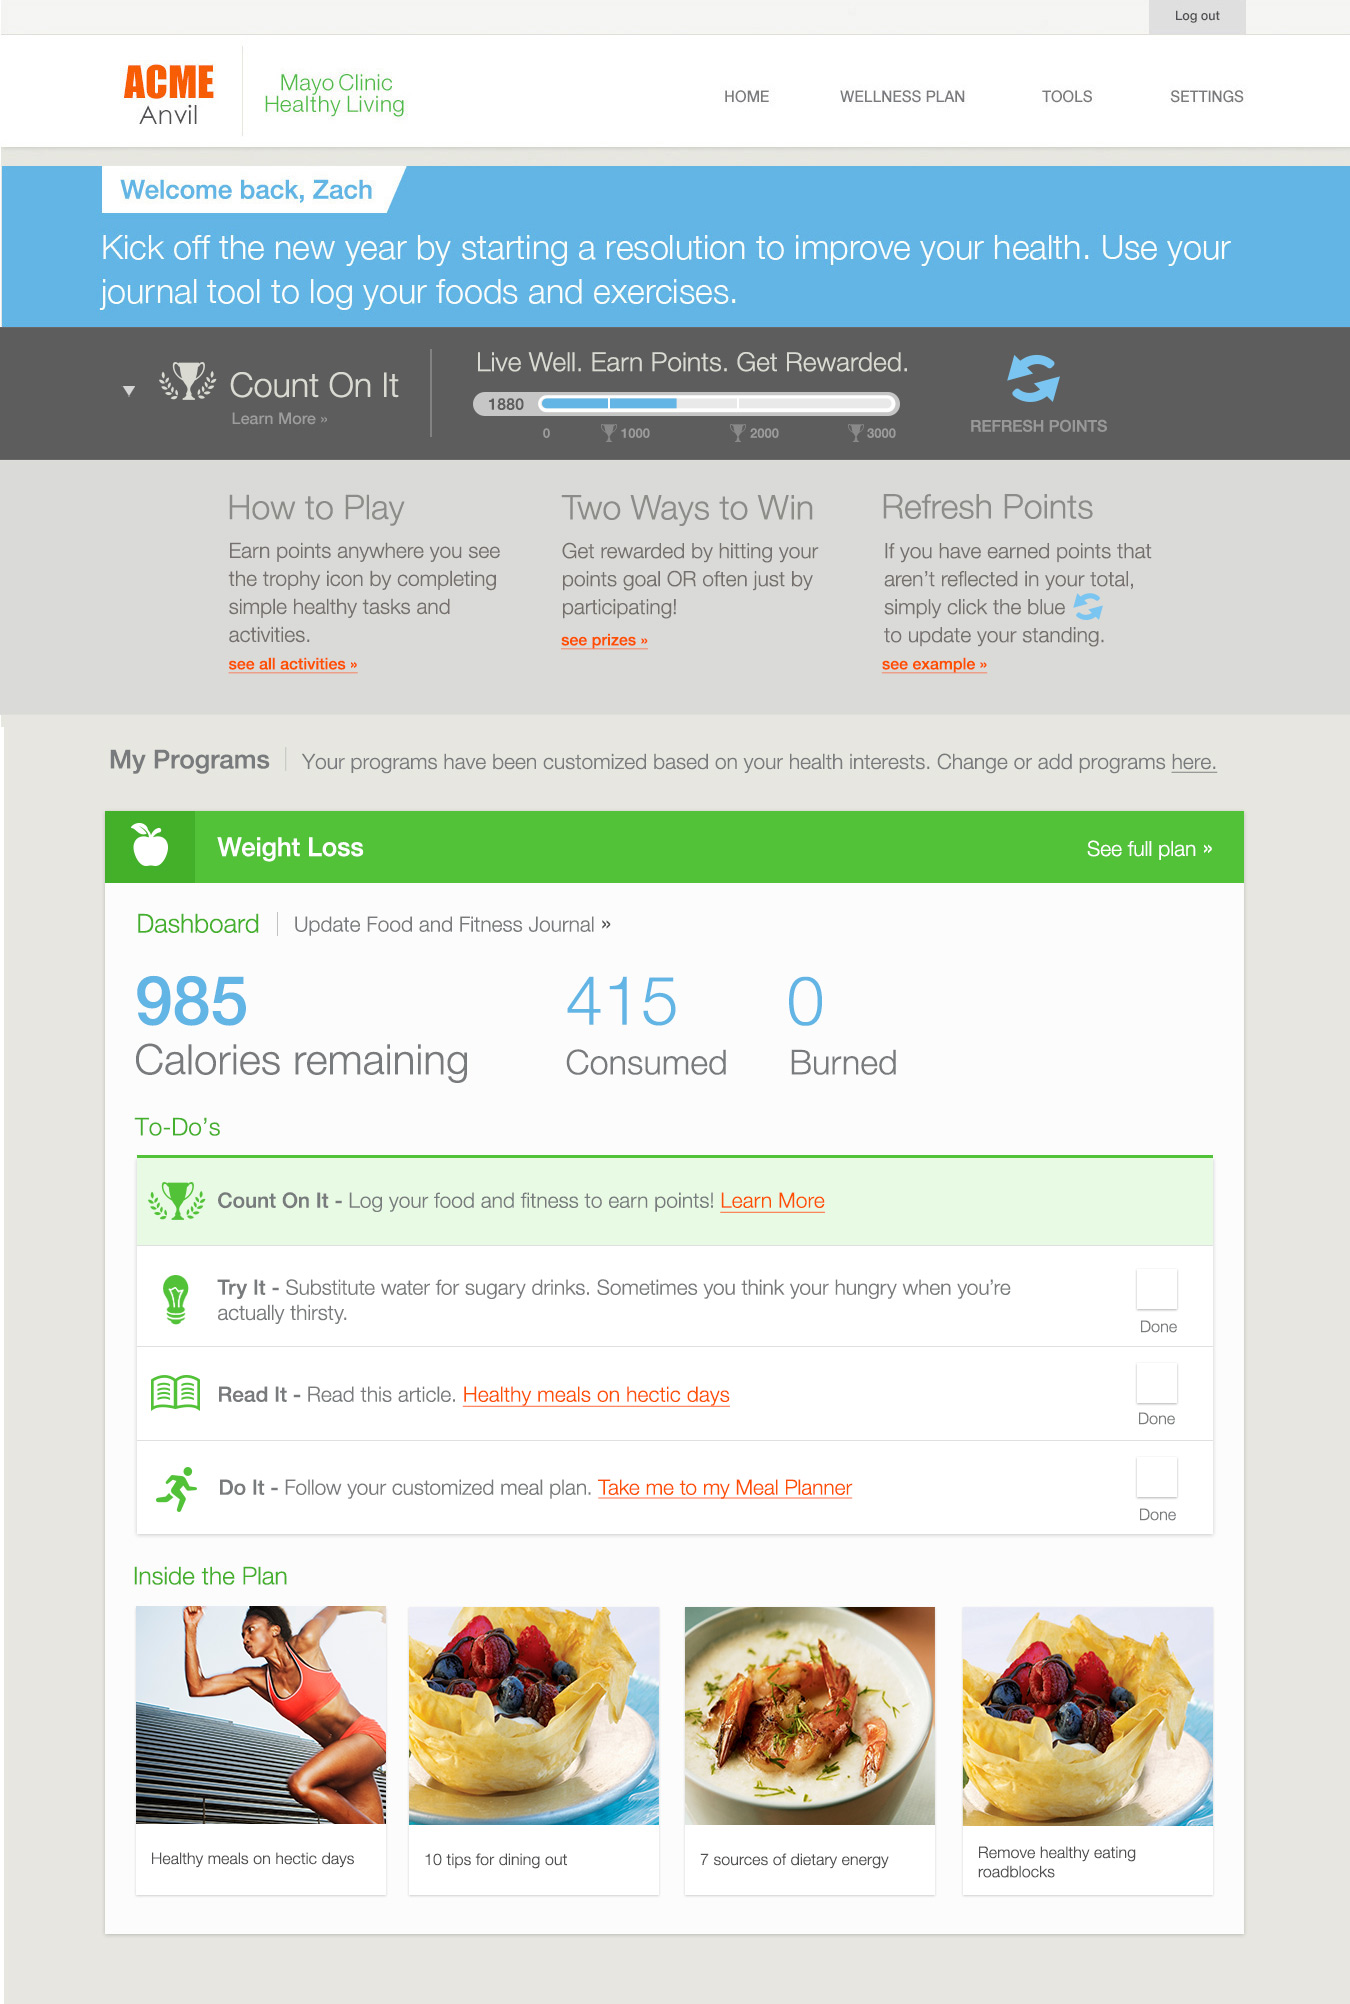 Log out
ACME
Anvil
Mayo Clinic
Healthy Living
HOME
WELLNESS PLAN
TOOLS
SETTINGS
Welcome back, Zach
Kick off the new year by starting a resolution to improve your health. Use your
journal tool to log your foods and exercises.
Count On It
Learn More »
Live Well. Earn Points. Get Rewarded.
1880
0
1000
2000
3000
REFRESH POINTS
How to Play
Earn points anywhere you see
the trophy icon by completing
simple healthy tasks and
activities.
see all activities »
Two Ways to Win
Get rewarded by hitting your
points goal OR often just by
participating!
see prizes »
Refresh Points
If you have earned points that
aren’t reflected in your total,
simply click the blue
to update your standing.
see example »
My Programs
Your programs have been customized based on your health interests. Change or add programs here.
Weight Loss
See full plan »
Dashboard
Update Food and Fitness Journal »
985
Calories remaining
415
Consumed
0
Burned
To-Do’s
Count On It - Log your food and fitness to earn points! Learn More
Try It - Substitute water for sugary drinks. Sometimes you think your hungry when you’re
actually thirsty.
Done
Read It - Read this article. Healthy meals on hectic days
Done
Do It - Follow your customized meal plan. Take me to my Meal Planner
Done
Inside the Plan
Healthy meals on hectic days
10 tips for dining out
7 sources of dietary energy
Remove healthy eating
roadblocks